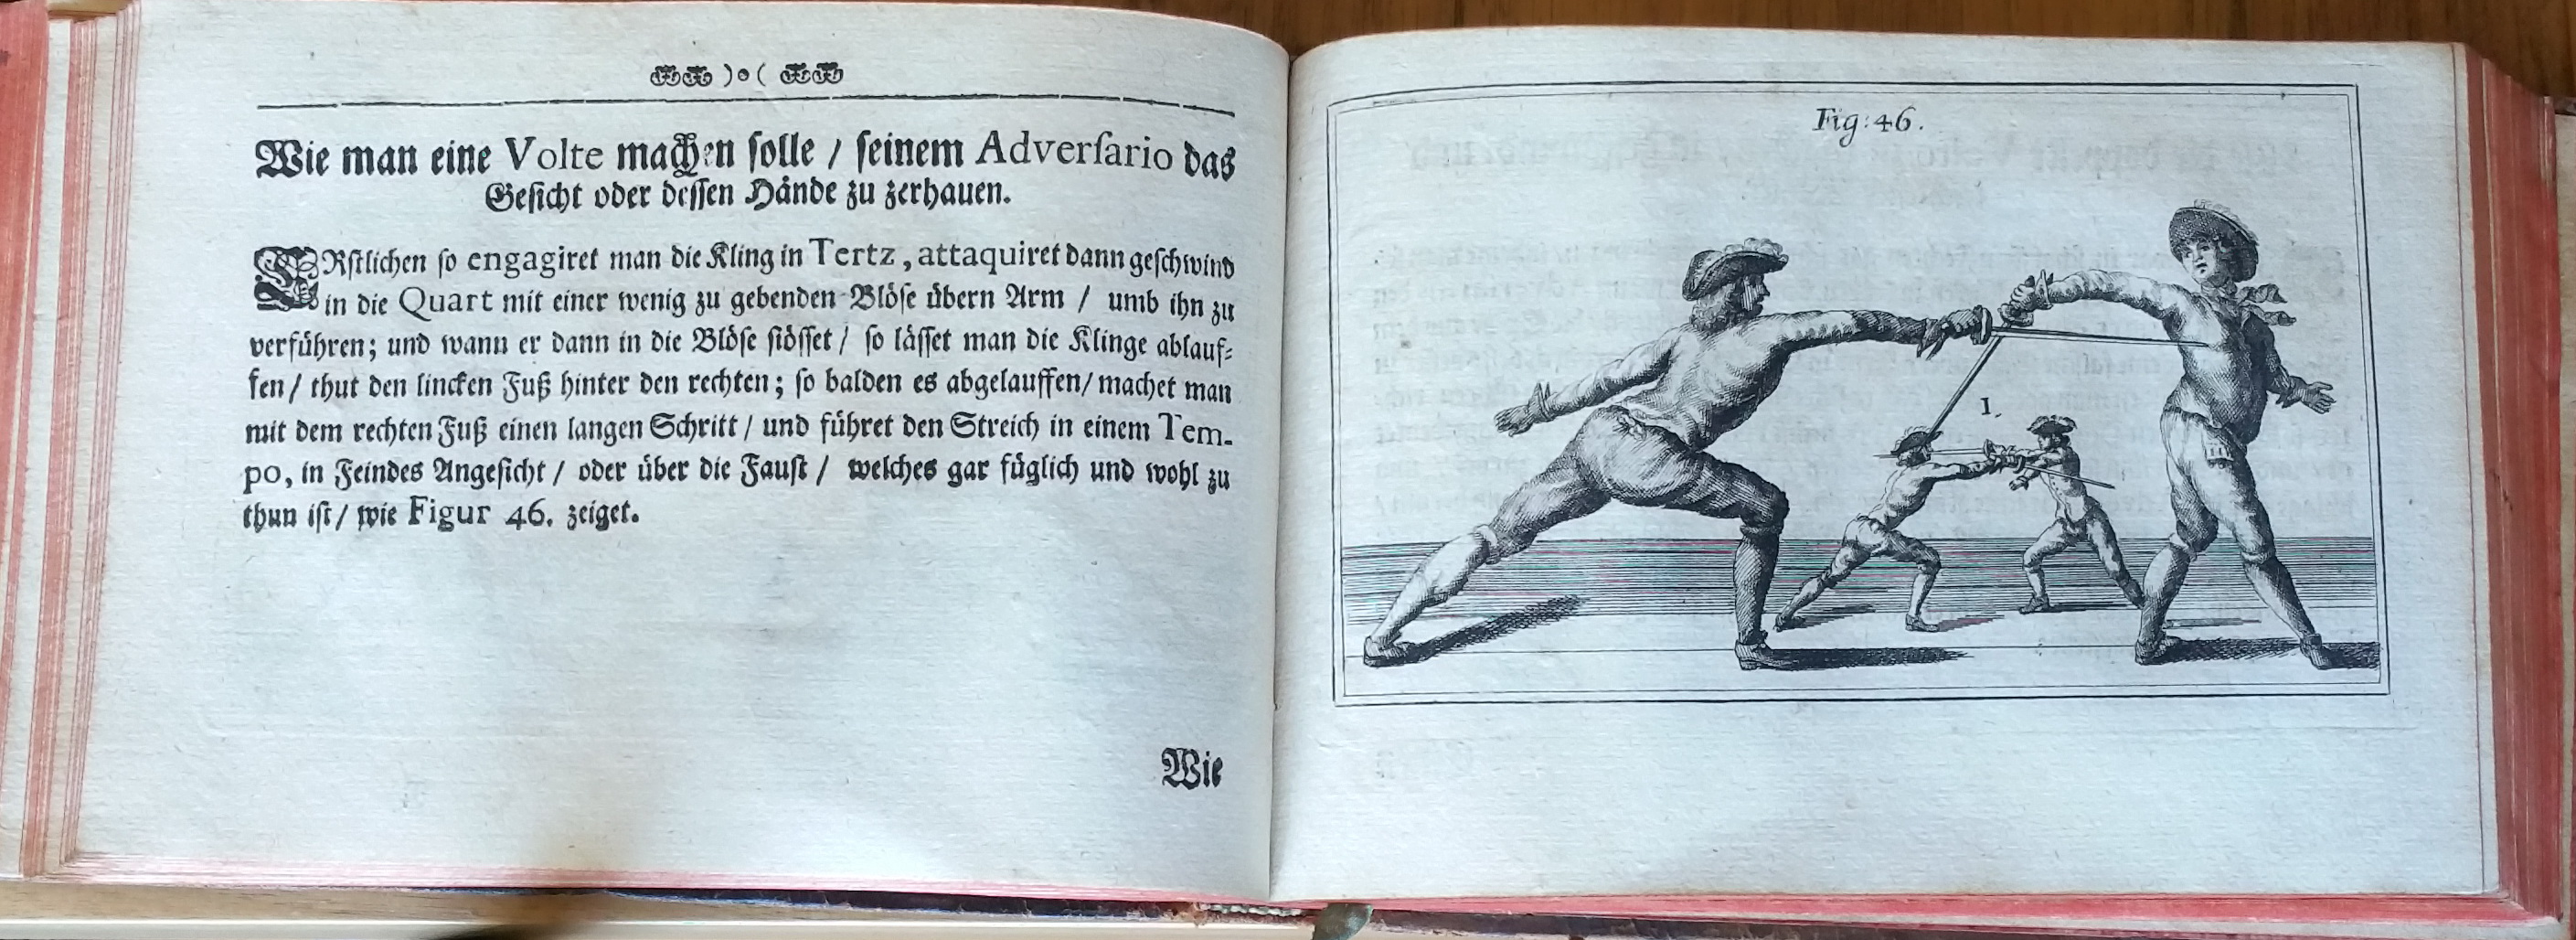 )o(
Wie man eine Volte machen ſolle / ſeinem Adverſario das
Geſicht oder deſſen Hände zu zerhauen.
ERſtlichen ſo engagiret man die Kling in Tertz, attaquiret dann geſchwind
in die Quart mit einer wenig zu gebenden Blöſe übern Arm / umb ihn zu
verführen; und wann er dann in die Blöſe ſtöſſet / ſo läſſet man die Klinge ablauf⸗
fen / thut den lincken Fuß hinter den rechten; ſo balden es abgelauffen / machet man
mit dem rechten Fuß einen langen Schritt / und führet den Streich in einem Tem-
po, in Feindes Angeſicht / oder über die Fauſt / welches gar füglich und wohl zu
thun iſt / wie Figur 46. zeiget.
Wie
Fig: 46.
1.